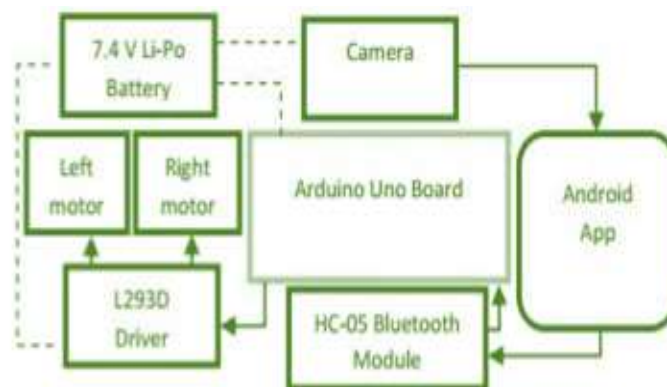 7.4 V Li-Po
Battery
Camera
Left
motor
Right
motor
Arduino Uno Board
Android
App
L293D
Driver
HC-05 Bluetooth
Module